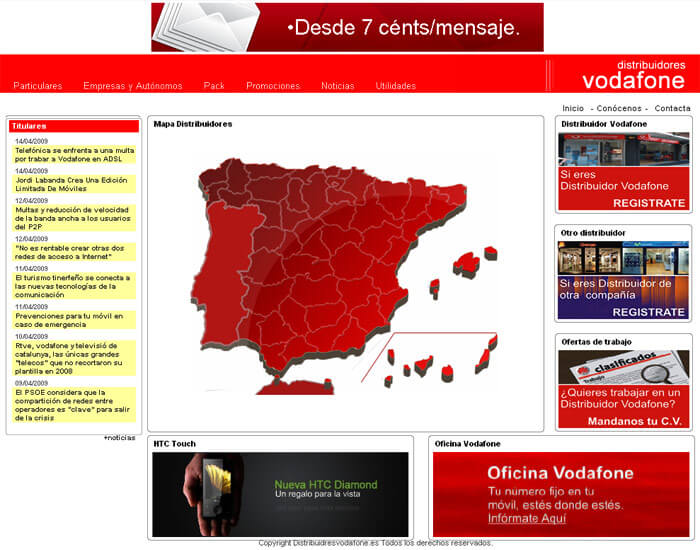 •Desde 7 cénts/mensaje.
distribuidores
vodafone
Particulares Empresas y Autónomos Pack Promociones Noticias Utilidades
Inicio - Conócenos - Contacta
Titulares
14/04/2009
Telefónica se enfrenta a una multa
por trabar a Vodafone en ADSL
14/04/2009
Jordi Labanda Crea Una Edición
Limitada De Móviles
12/04/2009
Multas y reducción de velocidad
de la banda ancha a los usuarios
del P2P
12/04/2009
"No es rentable crear otras dos
redes de acceso a Internet"
11/04/2009
El turismo tinerfeño se conecta a
las nuevas tecnologías de la
comunicación
11/04/2009
Prevenciones para tu móvil en
caso de emergencia
10/04/2009
Rtve, vodafone y televisió de
catalunya, las únicas grandes
"telecos" que no recortaron su
plantilla en 2008
09/04/2009
El PSOE considera que la
compartición de redes entre
operadores es "clave" para salir
de la crisis
+noticias
Mapa Distribuidores
Distribuidor Vodafone
Si eres
Distribuidor Vodafone
REGISTRATE
Otro distribuidor
Si eres Distribuidor de
otra compañía
REGISTRATE
Ofertas de trabajo
clasificados
Trabajo
¿Quieres trabajar en un
Distribuidor Vodafone?
Mandanos tu C.V.
HTC Touch
Nueva HTC Diamond
Un regalo para la vista
Oficina Vodafone
Oficina Vodafone
Tu número fijo en tu
móvil, estés donde estés.
Infórmate Aquí
Copyright Distribuidresvodafone.es Todos los derechos reservados.